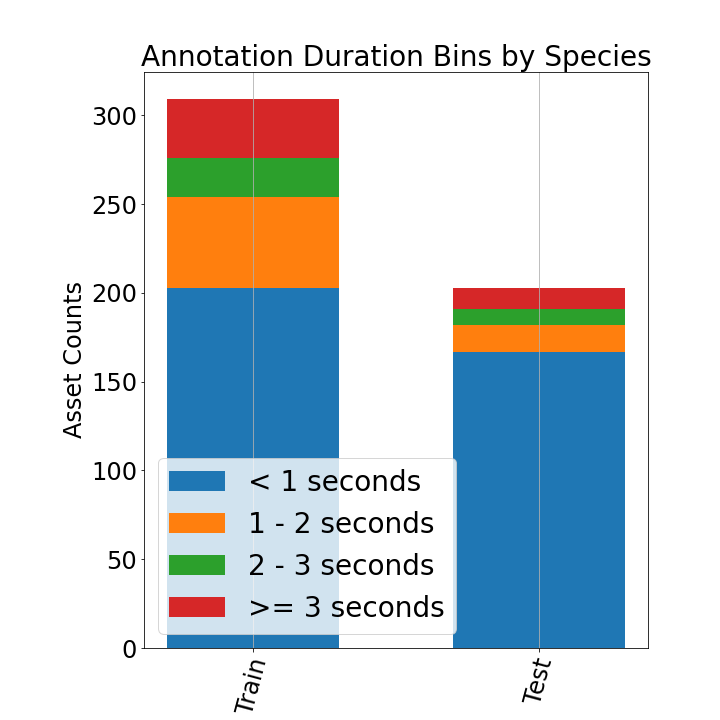 Annotation Duration Bins by Species
Asset Counts
300
250
200
150
100
50
0
< 1 seconds
1 - 2 seconds
2 - 3 seconds
>= 3 seconds
Train
Test